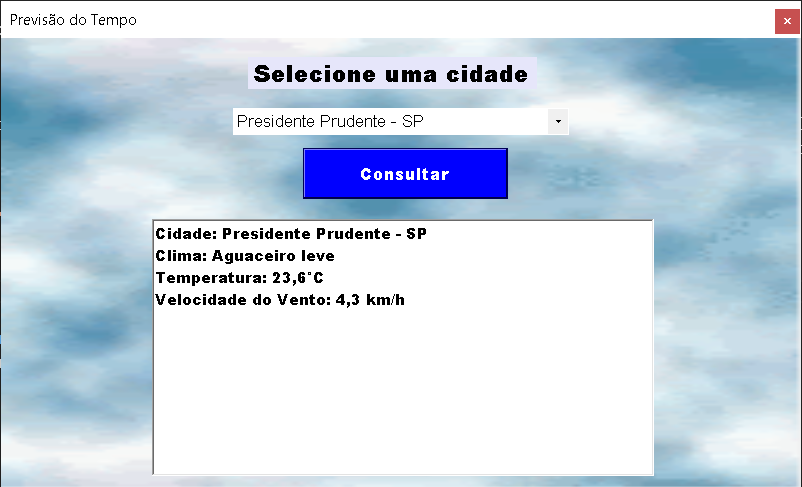 Previsão do Tempo
Selecione uma cidade
Presidente Prudente - SP
Consultar
Cidade: Presidente Prudente - SP
Clima: Aguaceiro leve
Temperatura: 23,6°C
Velocidade do Vento: 4,3 km/h